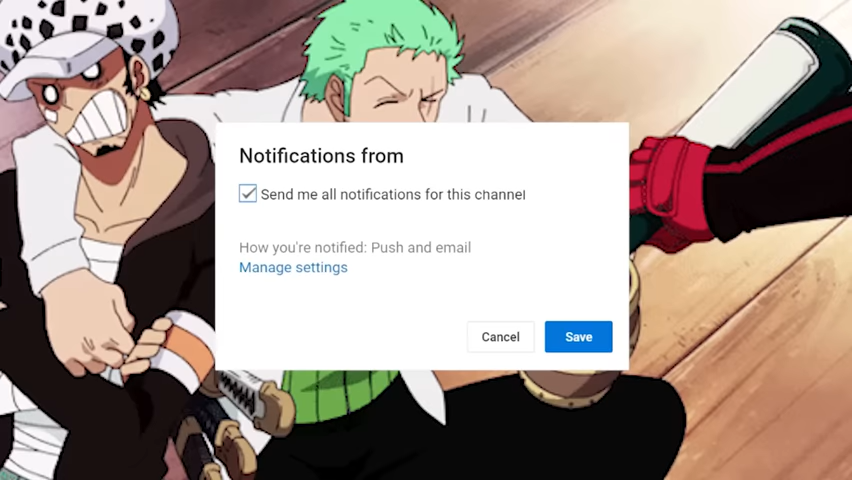 Notifications from
Send me all notifications for this channel
How you're notified: Push and email
Manage settings
Cancel
Save